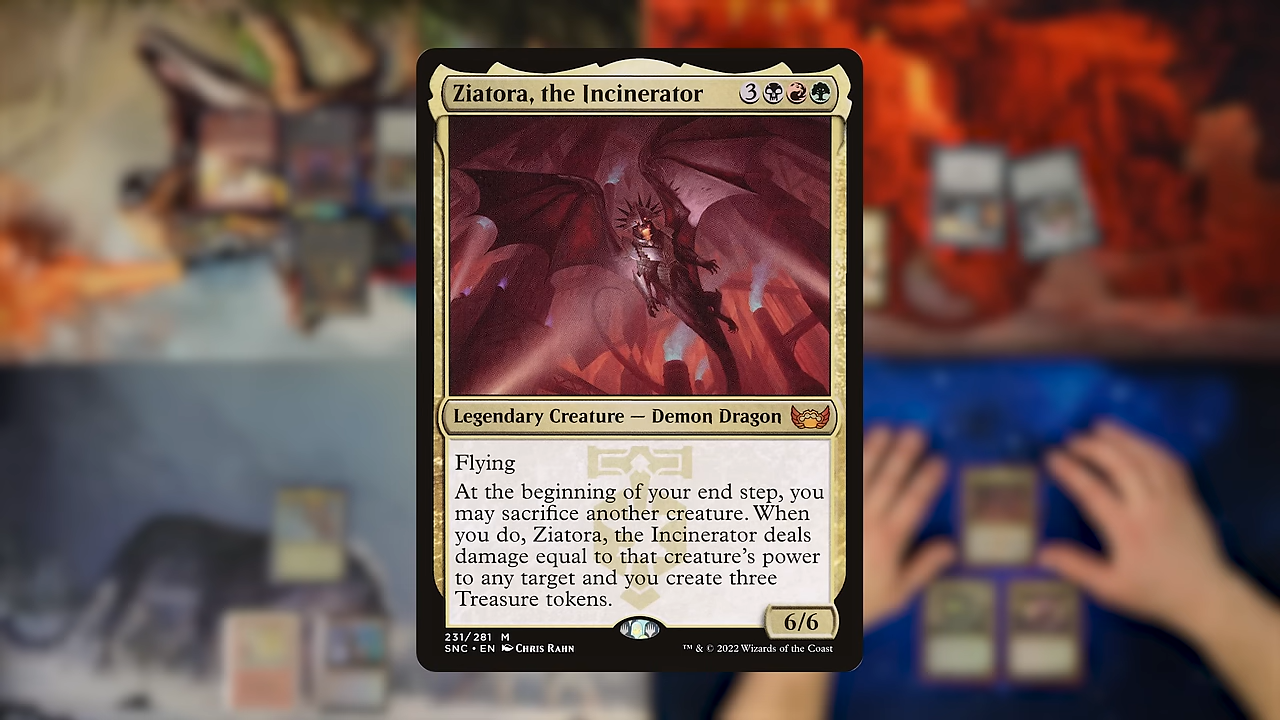 Ziatora, the Incinerator 3
Legendary Creature — Demon Dragon
Flying
At the beginning of your end step, you
may sacrifice another creature. When
you do, Ziatora, the Incinerator deals
damage equal to that creature's power
to any target and you create three
Treasure tokens.
6/6
231/281 M
SNC • EN Chris Rahn
™ & © 2022 Wizards of the Coast